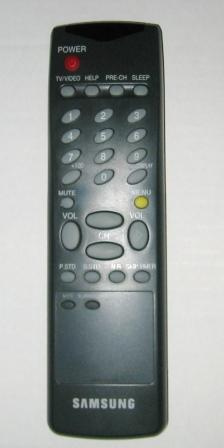 POWER
TV/VIDEO HELP PRE-CH SLEEP
1 2 3
4 5 6
7 8 9
+100
0
MUTE MENU
VOL VOL
CH
P.STD
SAMSUNG